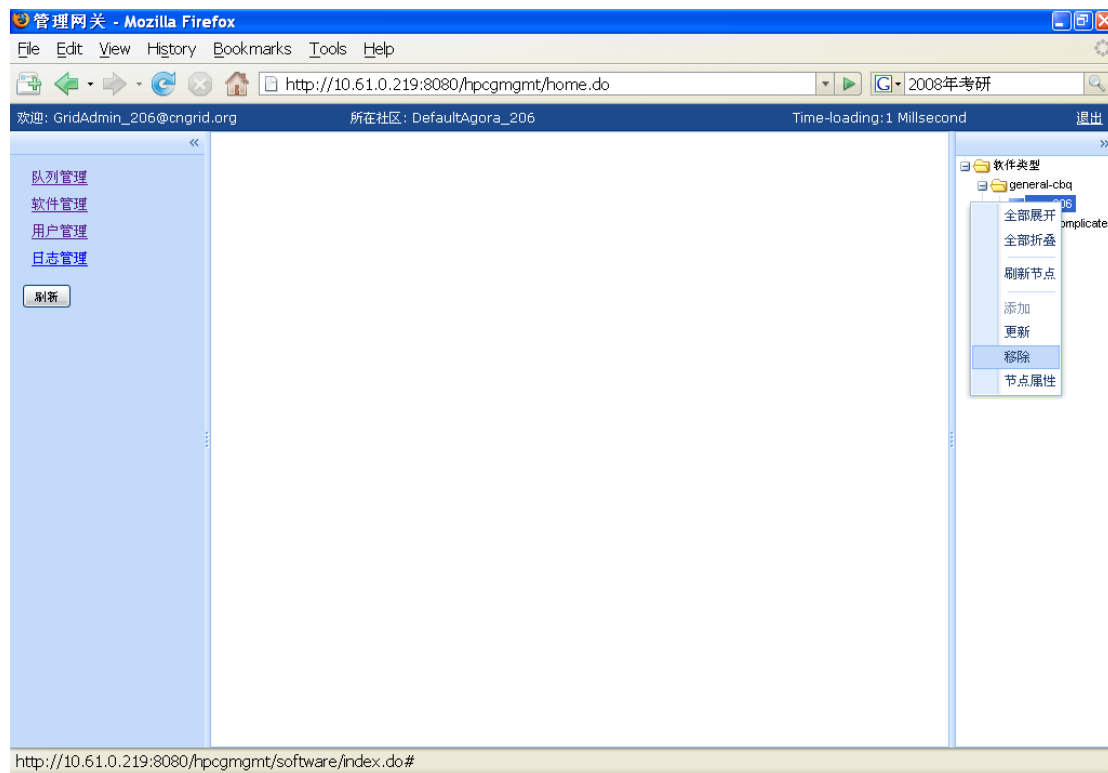 管理网关 - Mozilla Firefox
File Edit View History Bookmarks Tools Help
http://10.61.0.219:8080/hpcgmgmt/home.do
G 2008年考研
欢迎: GridAdmin_206@cngrid.org 所在社区: DefaultAgora_206 Time-loading:1 Millsecond 退出
« »
队列管理
软件管理
用户管理
日志管理
刷新
软件类型
general-cbq
06
omplicate
全部展开
全部折叠
刷新节点
添加
更新
移除
节点属性
http://10.61.0.219:8080/hpcgmgmt/software/index.do#